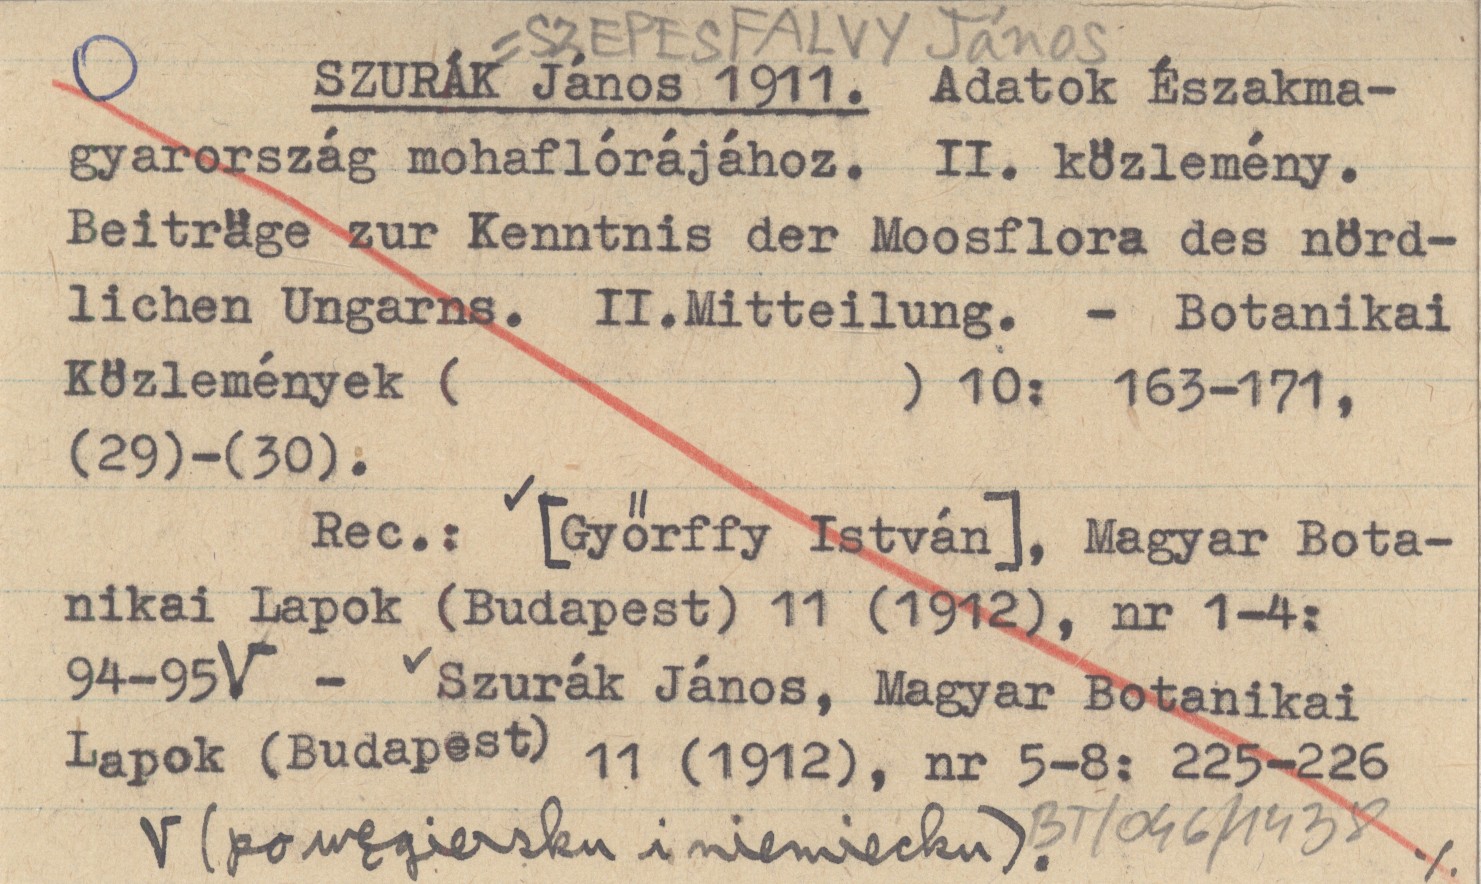 =SZEPESFALVY János
SZURÁK János 1911. Adatok Északma-
gyarország mohaflórájához. II. közlemény.
Beiträge zur Kenntnis der Moosflora des nörd-
lichen Ungarns. II.Mitteilung. - Botanikai
Közlemények ( ) 10: 163-171,
(29)-(30).
Rec.: ✓[Győrffy István], Magyar Bota-
nikai Lapok (Budapest) 11 (1912), nr 1-4:
94-95V - ✓Szurák János, Magyar Botanikai
Lapok (Budapest) 11 (1912), nr 5-8: 225-226
V (po węgiersku i niemiecku). BT/046/1438
./.